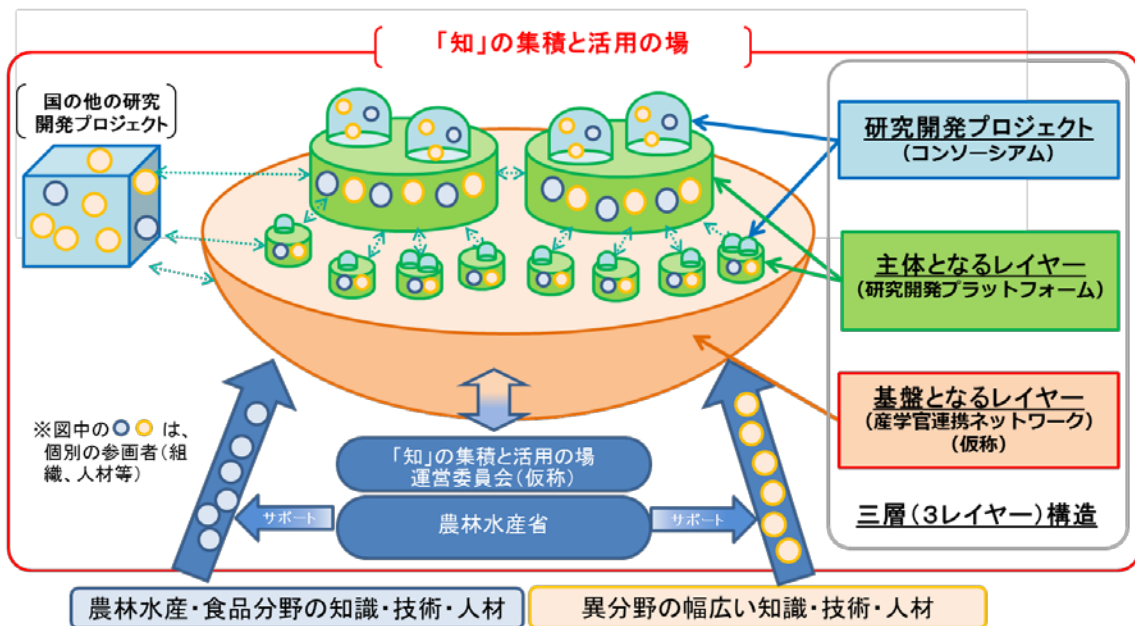 「知」の集積と活用の場
国の他の研究
開発プロジェクト
研究開発プロジェクト
(コンソーシアム)
主体となるレイヤー
(研究開発プラットフォーム)
基盤となるレイヤー
(産学官連携ネットワーク)
(仮称)
三層(3レイヤー)構造
※図中の は、
個別の参画者(組
織、人材等)
「知」の集積と活用の場
運営委員会(仮称)
サポート
農林水産省
サポート
農林水産・食品分野の知識・技術・人材
異分野の幅広い知識・技術・人材